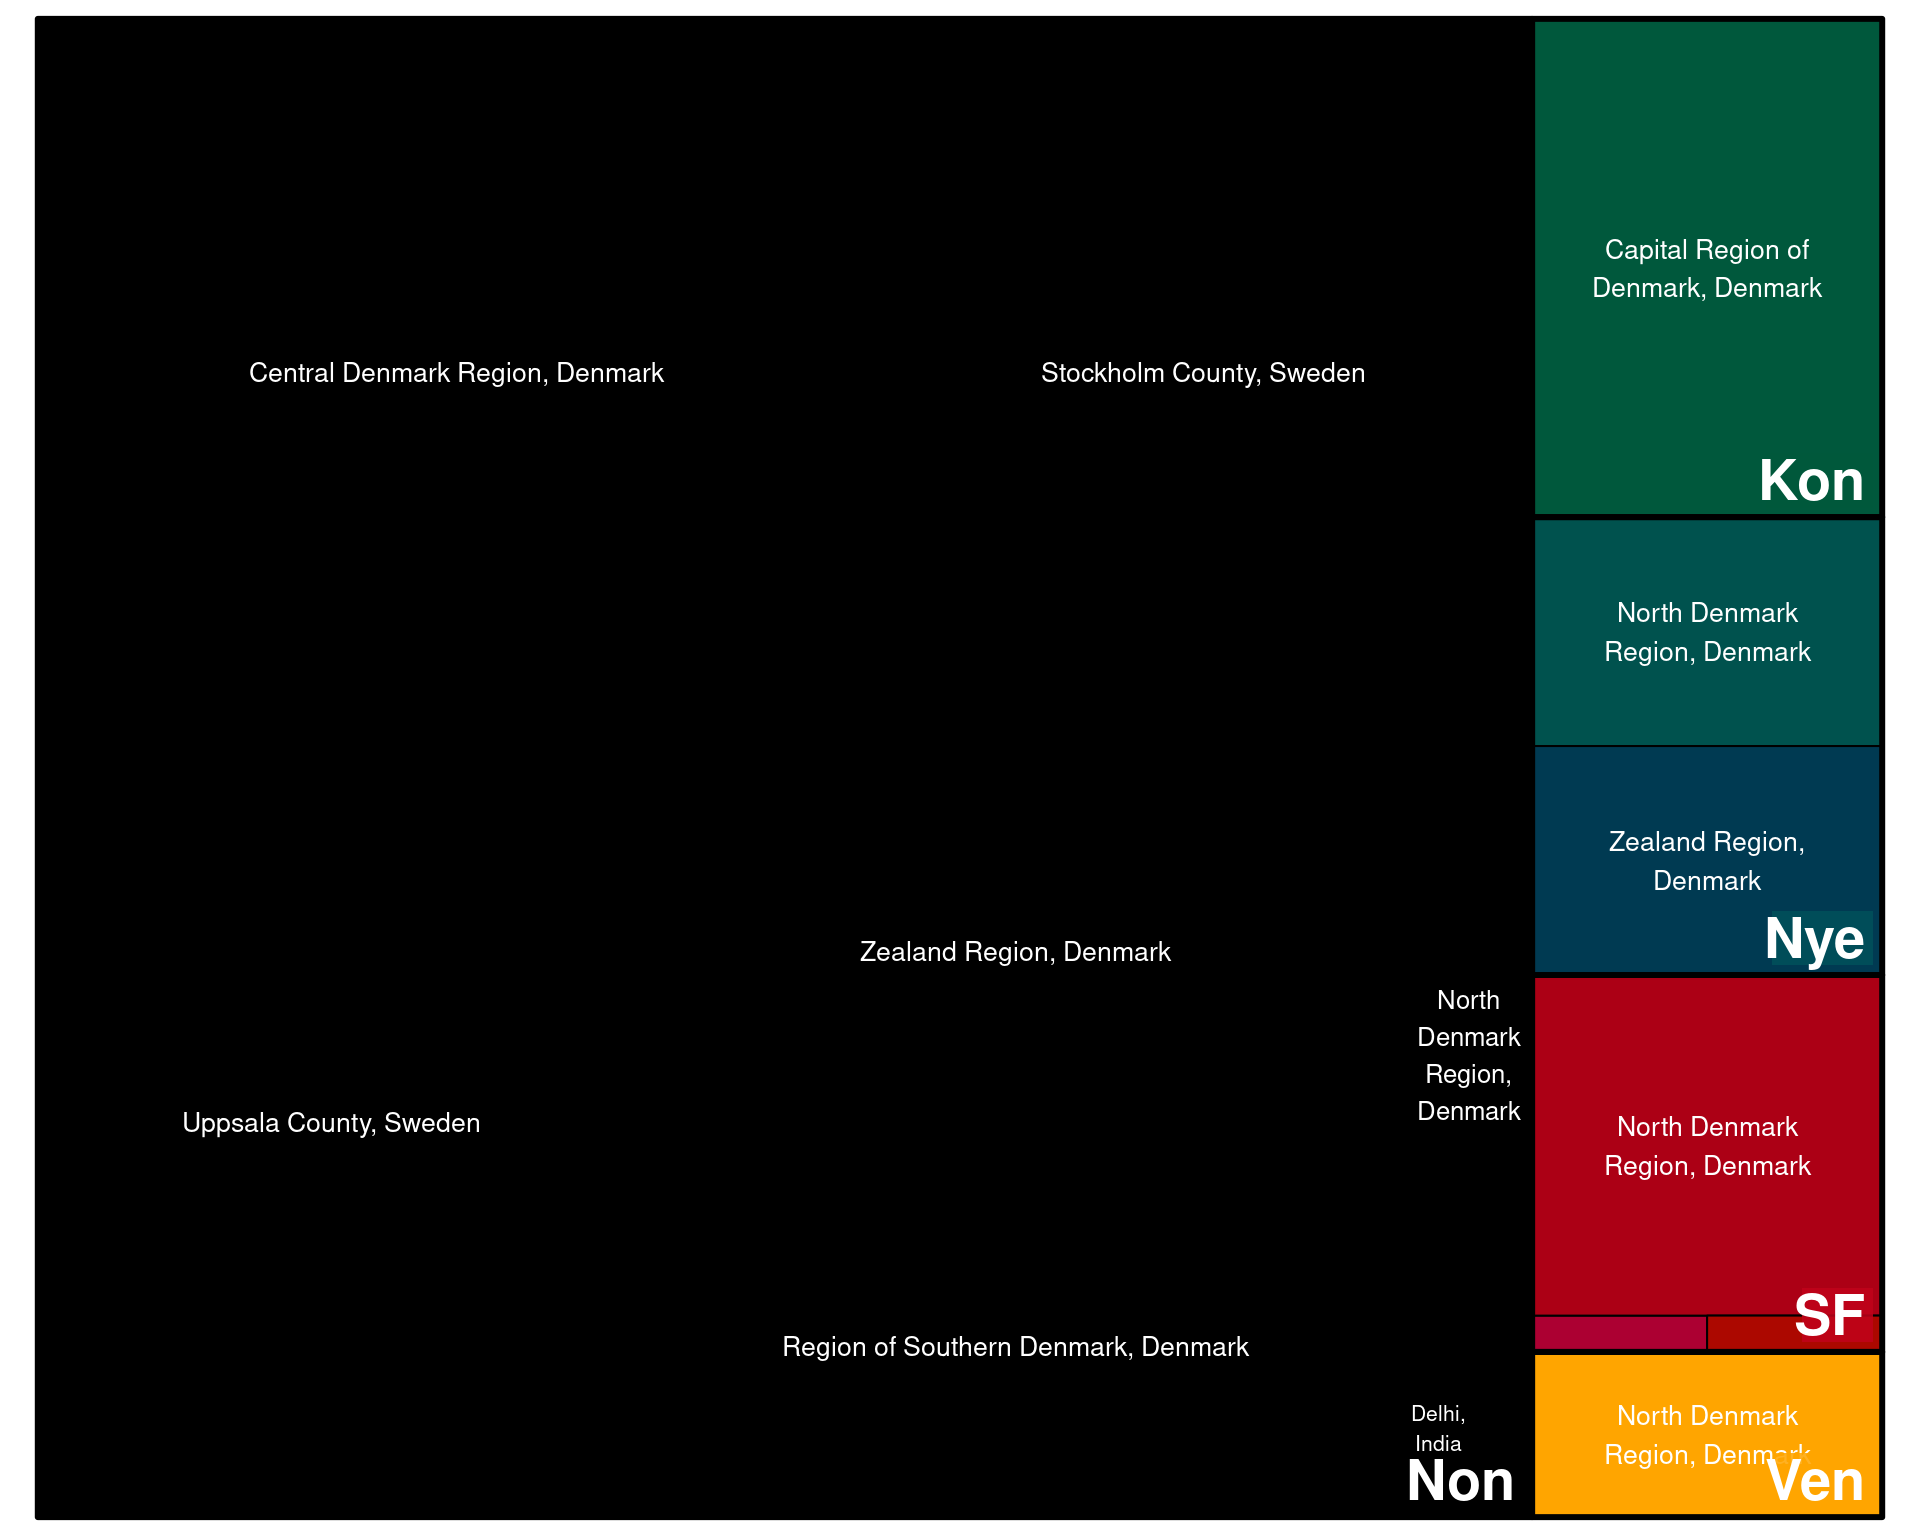 Central Denmark Region, Denmark
Stockholm County, Sweden
Uppsala County, Sweden
Zealand Region, Denmark
Region of Southern Denmark, Denmark
North
Denmark
Region,
Denmark
Delhi,
India
Non
Capital Region of
Denmark, Denmark
Kon
North Denmark
Region, Denmark
Zealand Region,
Denmark
Nye
North Denmark
Region, Denmark
SF
North Denmark
Region, Denmark
Ven